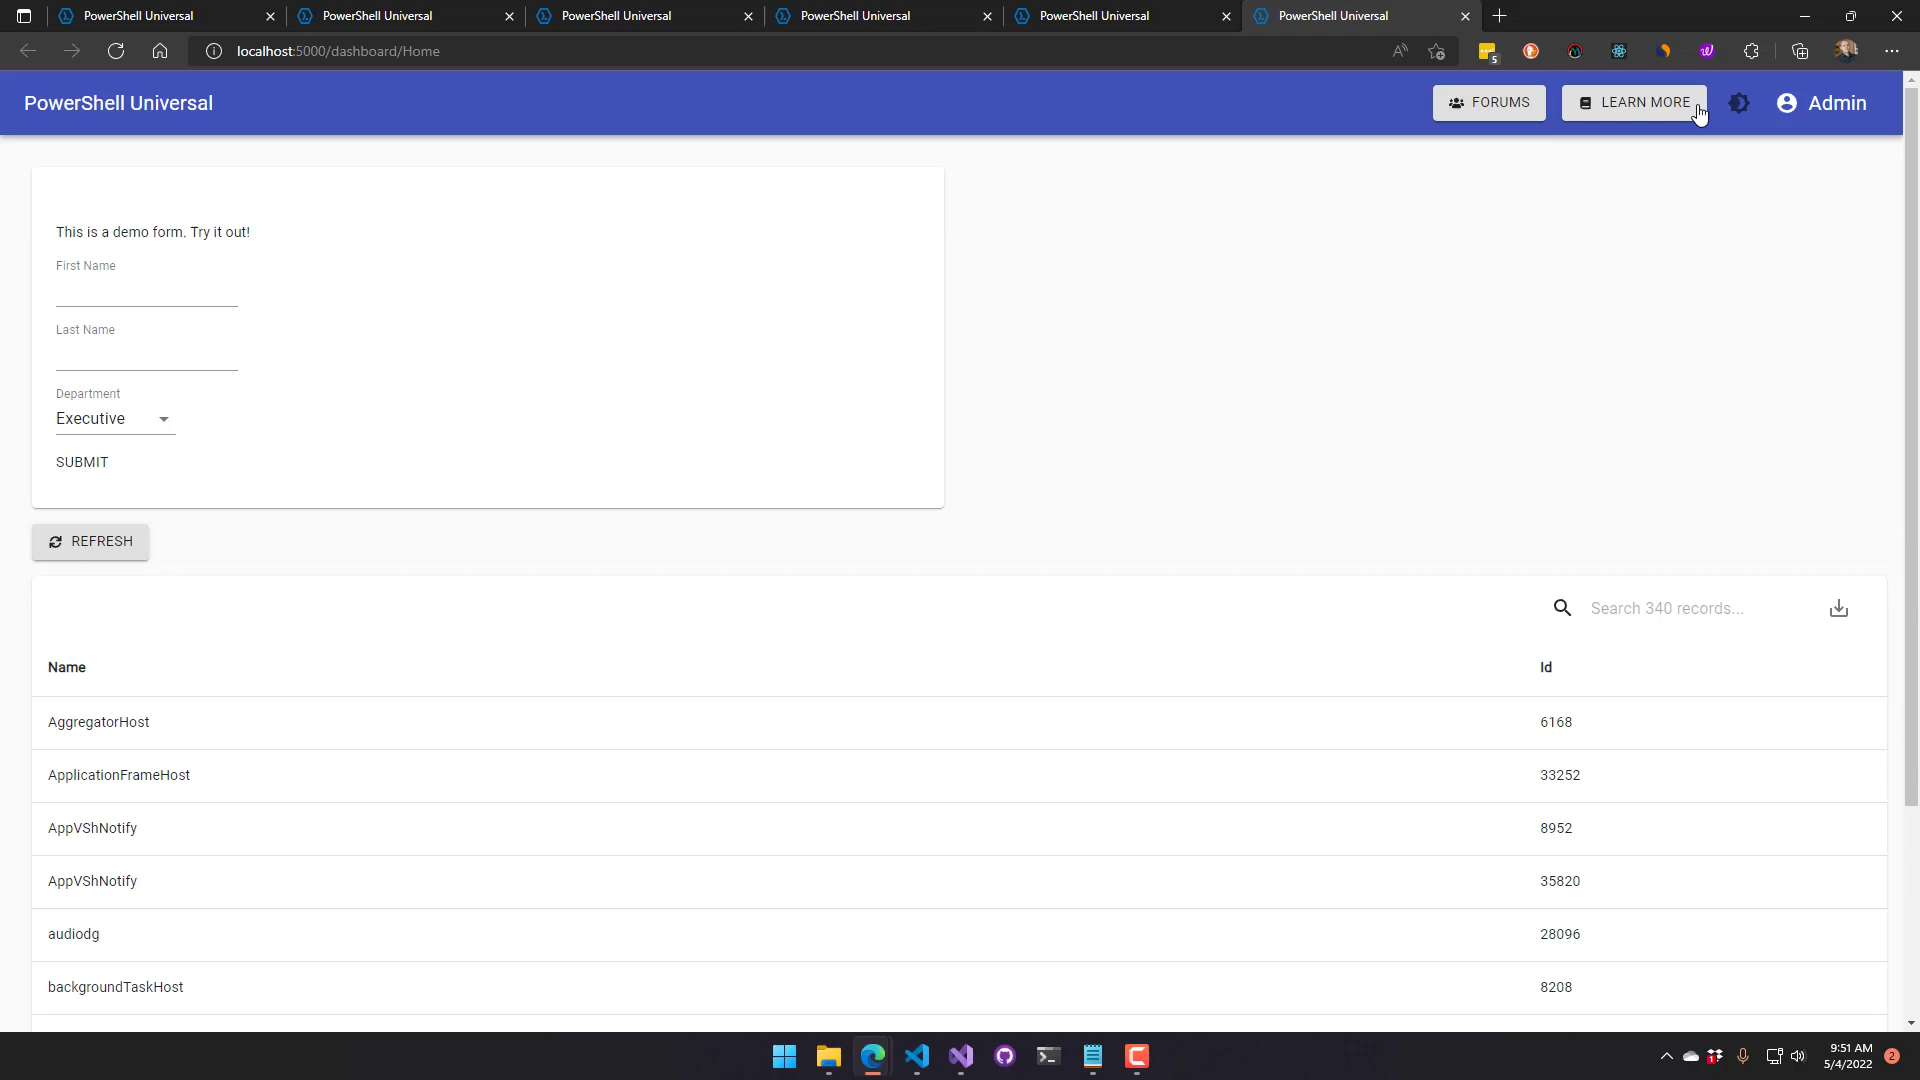 PowerShell Universal PowerShell Universal PowerShell Universal PowerShell Universal PowerShell Universal PowerShell Universal
localhost:5000/dashboard/Home
5
PowerShell Universal
FORUMS
LEARN MORE
Admin
This is a demo form. Try it out!
First Name
Last Name
Department
Executive
SUBMIT
REFRESH
Search 340 records...
Name Id
AggregatorHost 6168
ApplicationFrameHost 33252
AppVShNotify 8952
AppVShNotify 35820
audiodg 28096
backgroundTaskHost 8208
1
9:51 AM
5/4/2022
2